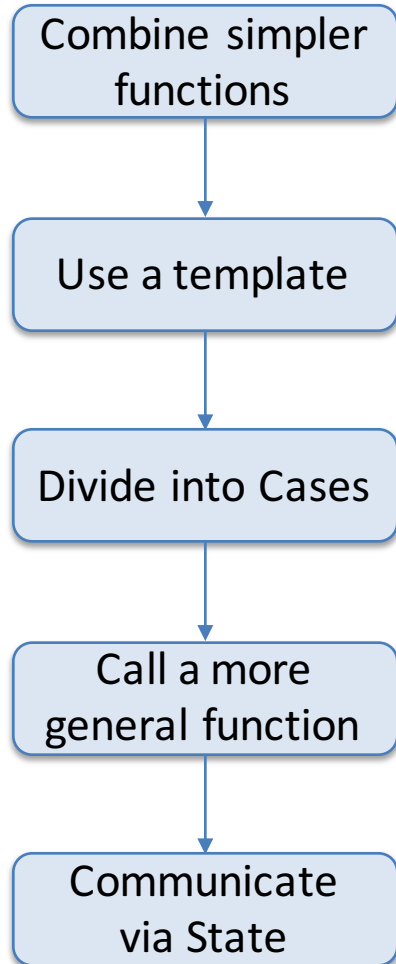 Combine simpler
functions
Use a template
Divide into Cases
Call a more
general function
Communicate
via State